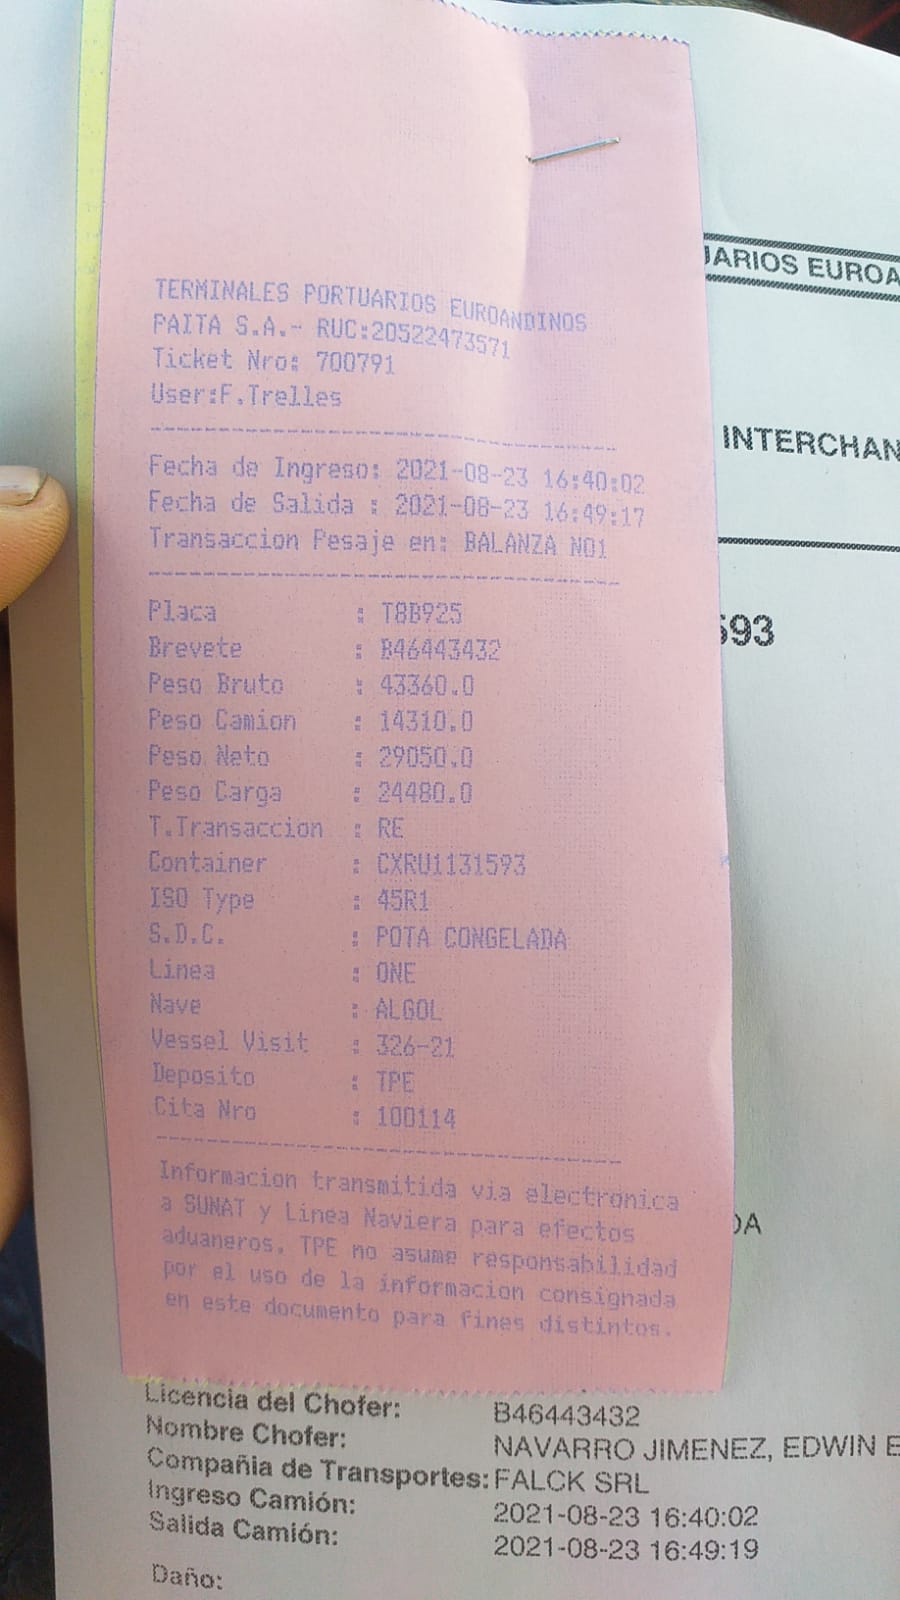 TERMINALES PORTUARIOS EUROANDINOS
PAITA S.A.- RUC:20522473571
Ticket Nro: 700791
User:F.Trelles
Fecha de Ingreso: 2021-08-23 16:40:02
Fecha de Salida : 2021-08-23 16:49:17
Transaccion Pesaje en: BALANZA NO1
Placa : T8B925
Brevete : B46443432
Peso Bruto : 43360.0
Peso Camion : 14310.0
Peso Neto : 29050.0
Peso Carga : 24480.0
T.Transaccion : RE
Container : CXRU1131593
ISO Type : 45R1
S.D.C. : POTA CONGELADA
Linea : ONE
Nave : ALGOL
Vessel Visit : 326-21
Deposito : TPE
Cita Nro : 100114
Informacion transmitida via electronica
a SUNAT y Linea Naviera para efectos
aduaneros. TPE no asume responsabilidad
por el uso de la informacion consignada
en este documento para fines distintos.
UARIOS EUROA
INTERCHAN
593
DA
Licencia del Chofer: B46443432
Nombre Chofer: NAVARRO JIMENEZ, EDWIN E
Compañia de Transportes: FALCK SRL
Ingreso Camión: 2021-08-23 16:40:02
Salida Camión: 2021-08-23 16:49:19
Daño: